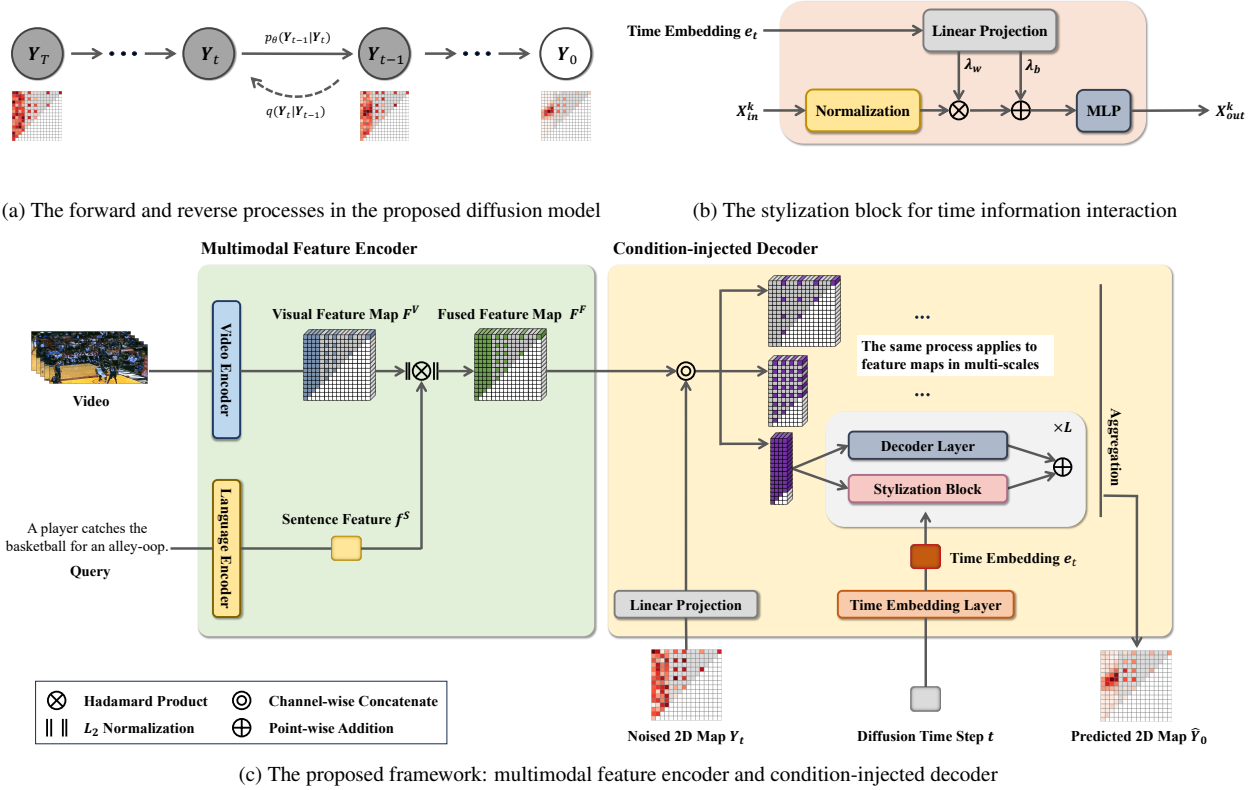 Y_T
Y_t
p_θ(Y_{t−1}|Y_t)
q(Y_t|Y_{t−1})
Y_{t−1}
Y_0
(a) The forward and reverse processes in the proposed diffusion model
Time Embedding e_t
Linear Projection
λ_w
λ_b
X_{in}^k
Normalization
MLP
X_{out}^k
(b) The stylization block for time information interaction
Multimodal Feature Encoder
Video
Video Encoder
Visual Feature Map F^V
Fused Feature Map F^F
A player catches the
basketball for an alley-oop.
Query
Language Encoder
Sentence Feature f^S
Condition-injected Decoder
...
The same process applies to
feature maps in multi-scales
...
×L
Decoder Layer
Stylization Block
Aggregation
Time Embedding e_t
Linear Projection
Time Embedding Layer
Noised 2D Map Y_t
Diffusion Time Step t
Predicted 2D Map Ŷ_0
Hadamard Product
Channel-wise Concatenate
L_2 Normalization
Point-wise Addition
(c) The proposed framework: multimodal feature encoder and condition-injected decoder